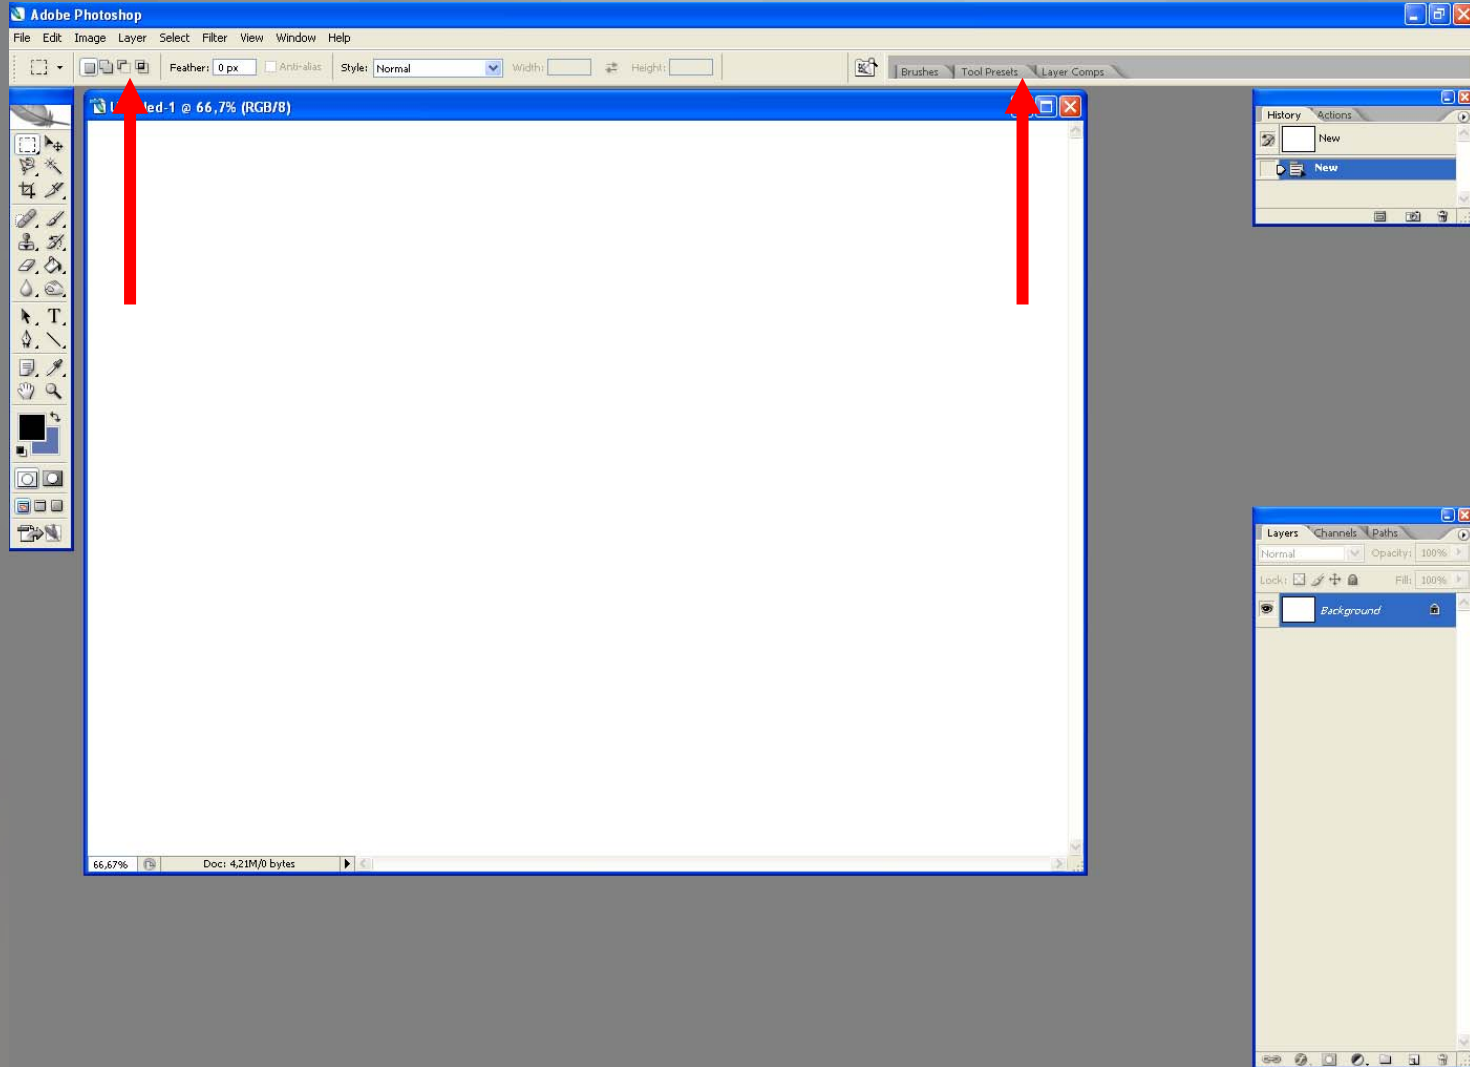 Adobe Photoshop
File Edit Image Layer Select Filter View Window Help
Feather: 0 px Anti-alias Style: Normal Width: Height: Brushes Tool Presets Layer Comps
ed-1 @ 66,7% (RGB/8)
History Actions
New
New
T
Layers Channels Paths
Normal Opacity: 100%
Lock: Fill: 100%
Background
66,67% Doc: 4,21M/0 bytes